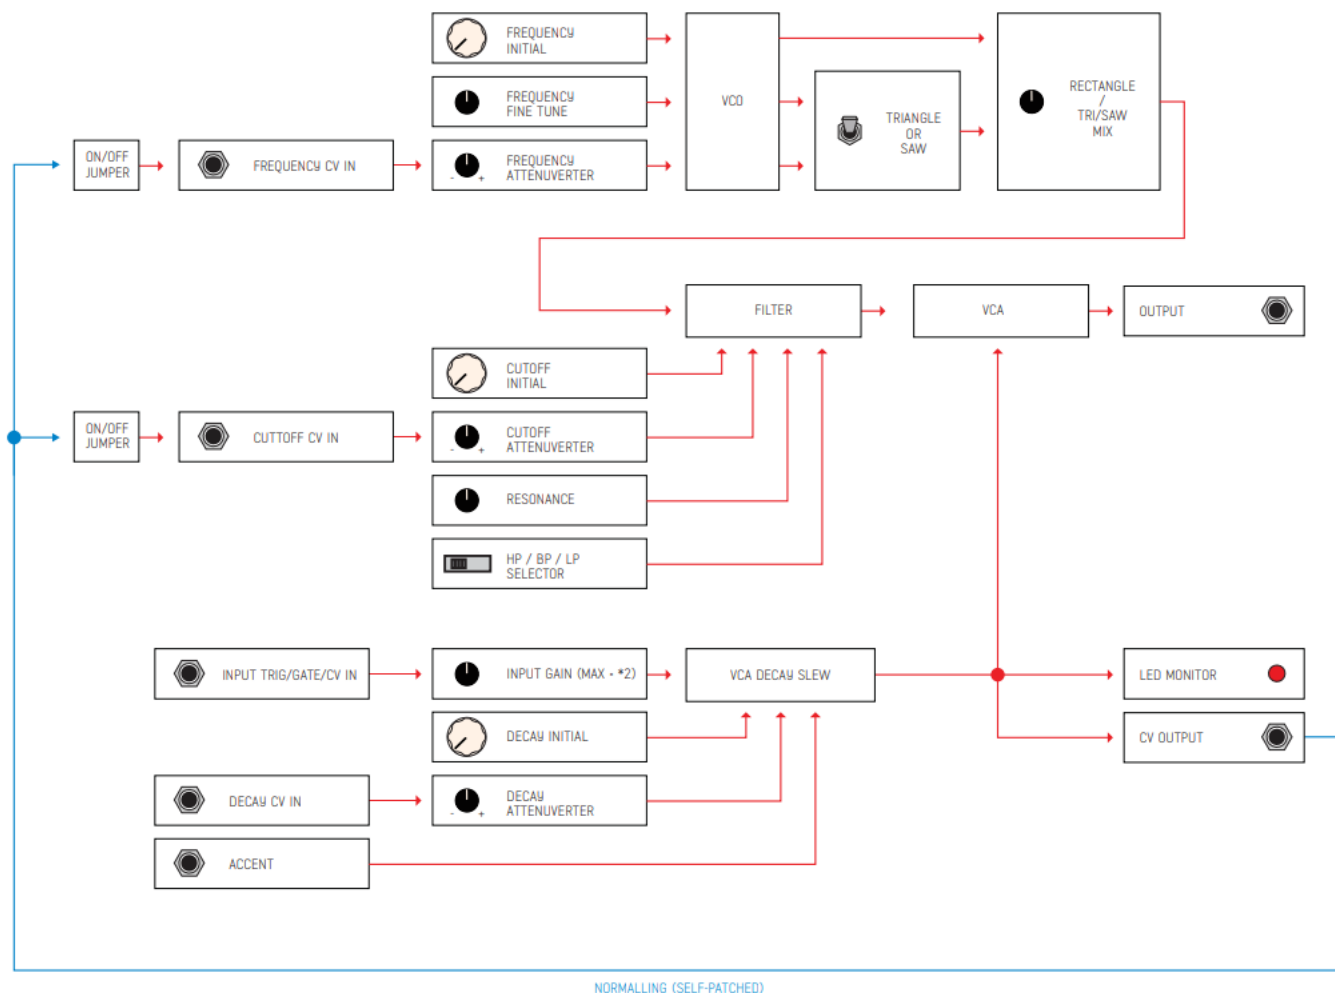 FREQUENCY
INITIAL
FREQUENCY
FINE TUNE
ON/OFF
JUMPER
FREQUENCY CV IN
FREQUENCY
ATTENUVERTER
- +
VCO
TRIANGLE
OR
SAW
RECTANGLE
/
TRI/SAW
MIX
FILTER
VCA
OUTPUT
CUTOFF
INITIAL
ON/OFF
JUMPER
CUTTOFF CV IN
CUTOFF
ATTENUVERTER
- +
RESONANCE
HP / BP / LP
SELECTOR
INPUT TRIG/GATE/CV IN
INPUT GAIN (MAX • *2)
VCA DECAY SLEW
LED MONITOR
DECAY INITIAL
CV OUTPUT
DECAY CV IN
DECAY
ATTENUVERTER
- +
ACCENT
NORMALLING (SELF-PATCHED)